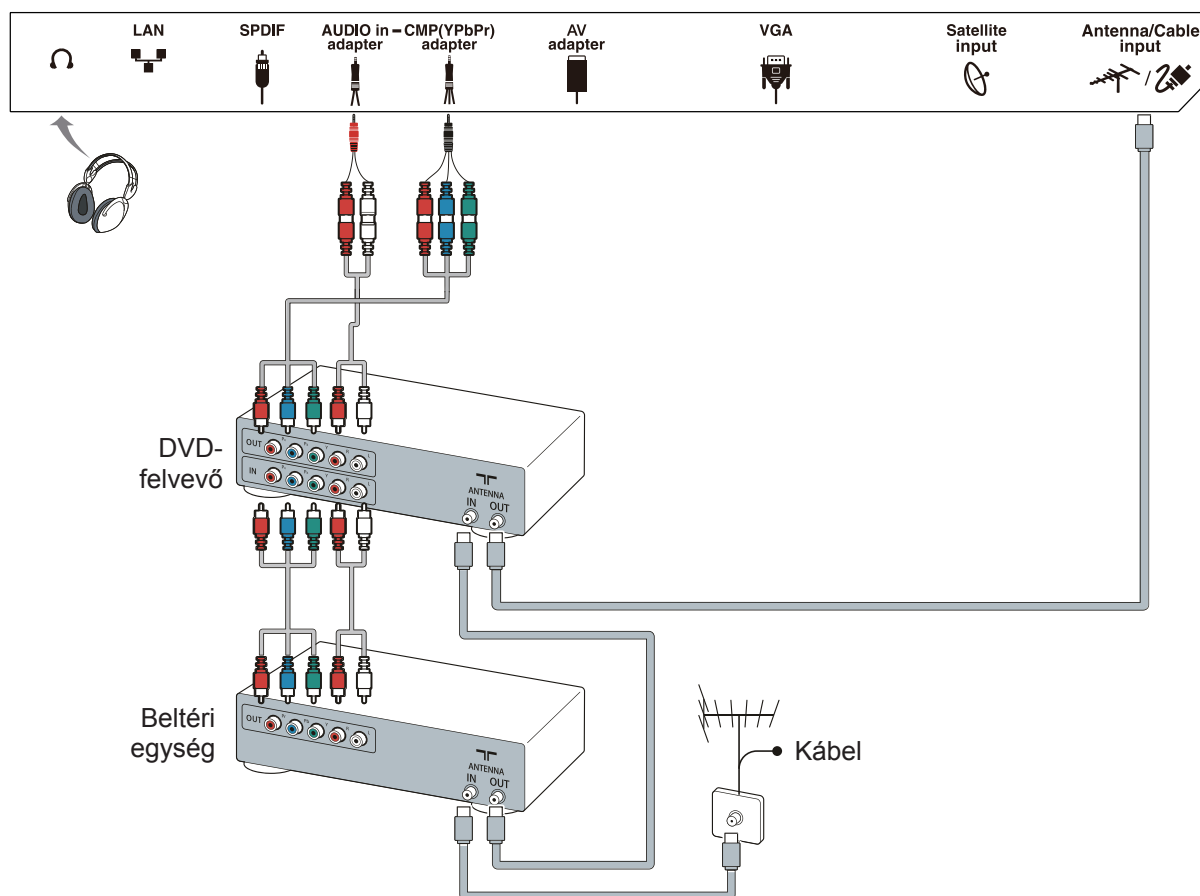 LAN
SPDIF
AUDIO in – CMP(YPbPr)
adapter adapter
AV
adapter
VGA
Satellite
input
Antenna/Cable
input
/
DVD-
felvevő
OUT
IN
ANTENNA
IN OUT
Beltéri
egység
OUT
ANTENNA
IN OUT
Kábel